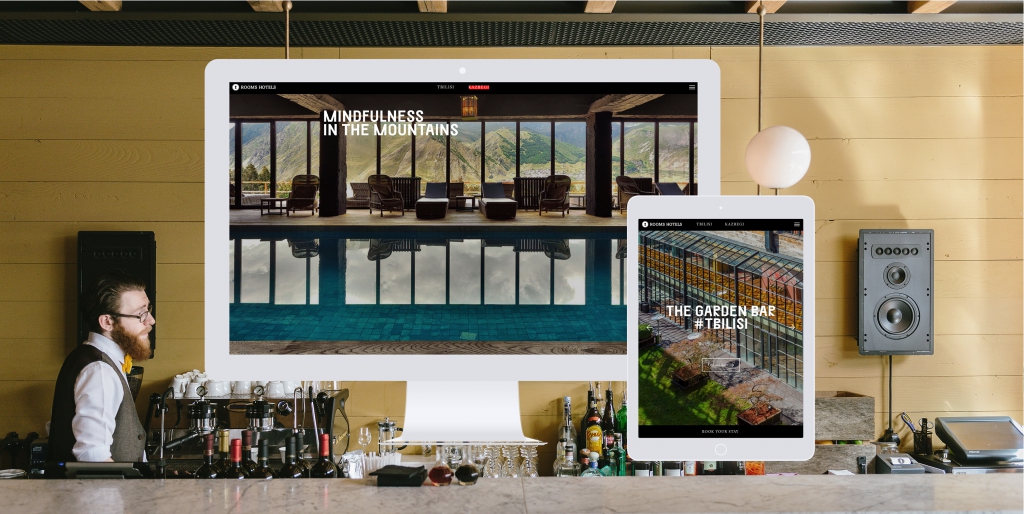 ROOMS HOTELS
TBILISI
KAZBEGI
MINDFULNESS
IN THE MOUNTAINS
ROOMS HOTELS
TBILISI
KAZBEGI
THE GARDEN BAR
#TBILISI
BOOK YOUR STAY